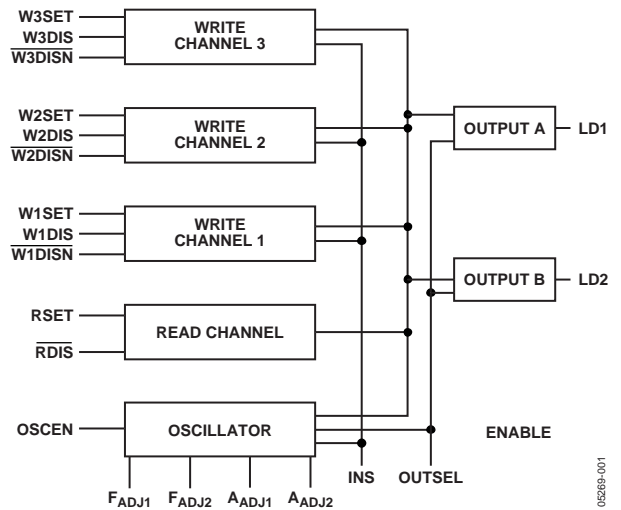 W3SET
W3DIS
W3DISN
WRITE
CHANNEL 3
W2SET
W2DIS
W2DISN
WRITE
CHANNEL 2
OUTPUT A
LD1
W1SET
W1DIS
W1DISN
WRITE
CHANNEL 1
OUTPUT B
LD2
RSET
RDIS
READ CHANNEL
OSCEN
OSCILLATOR
ENABLE
INS
OUTSEL
FADJ1
FADJ2
AADJ1
AADJ2
05269-001